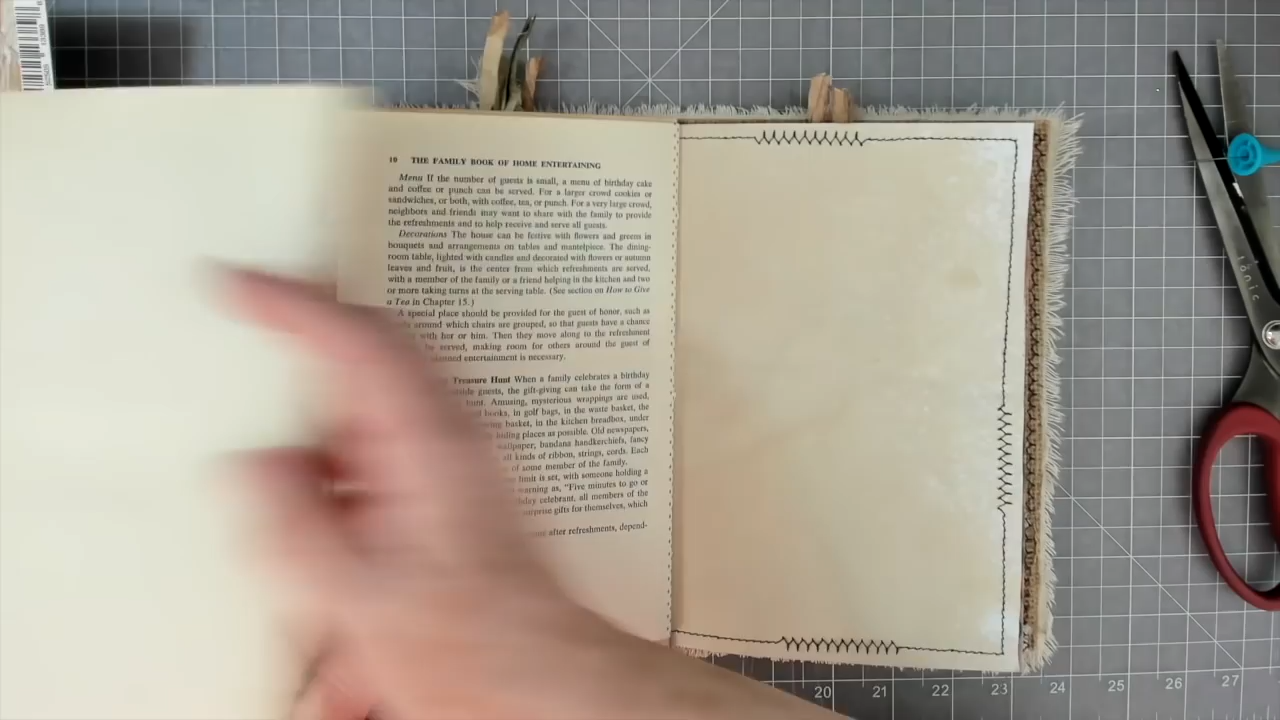 10 THE FAMILY BOOK OF HOME ENTERTAINING
Menu If the number of guests is small, a menu of birthday cake
and coffee or punch can be served. For a larger crowd cookies or
sandwiches, or both, with coffee, tea, or punch. For a very large crowd,
neighbors and friends may want to share with the family to provide
the refreshments and to help receive and serve all guests.
Decorations The house can be festive with flowers and greens in
bouquets and arrangements on tables and mantelpiece. The dining-
room table, lighted with candles and decorated with flowers or autumn
leaves and fruit, is the center from which refreshments are served,
with a member of the family or a friend helping in the kitchen and two
or more taking turns at the serving table. (See section on How to Give
a Tea in Chapter 15.)
A special place should be provided for the guest of honor, such as
around which chairs are grouped, so that guests have a chance
with her or him. Then they move along to the refreshment
be served, making room for others around the guest of
entertainment is necessary.
Treasure Hunt When a family celebrates a birthday
guests, the gift-giving can take the form of a
Amusing, mysterious wrappings are used,
books, in golf bags, in the waste basket, the
basket, in the kitchen breadbox, under
hiding places as possible. Old newspapers,
wallpaper, bandana handkerchiefs, fancy
all kinds of ribbon, strings, cords. Each
of some member of the family.
limit is set, with someone holding a
warning as, "Five minutes to go or
celebrant, all members of the
surprise gifts for themselves, which
after refreshments, depend-
tonic
20 21 22 23 24 25 26 27